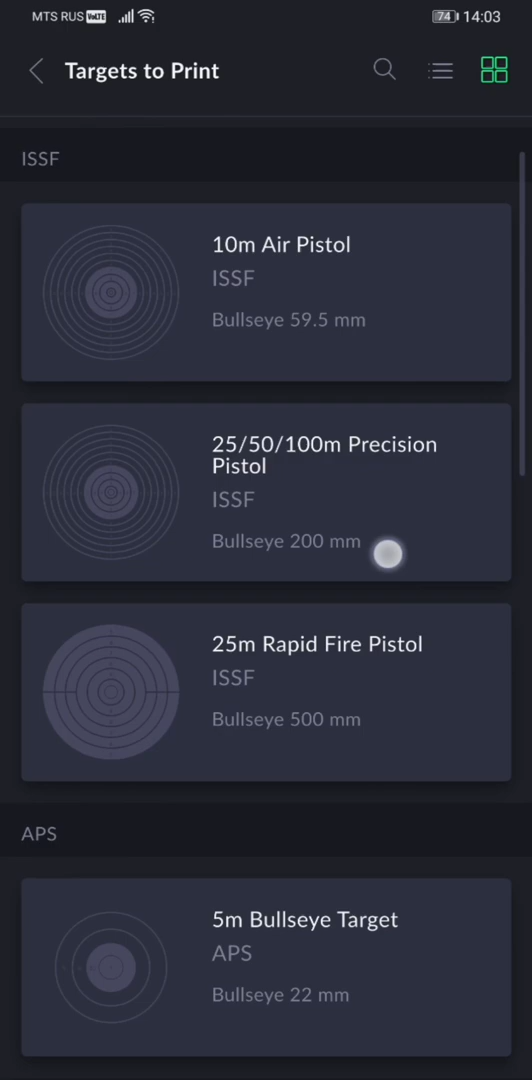 MTS RUS VoLTE 74 14:03
Targets to Print
ISSF
10m Air Pistol
ISSF
Bullseye 59.5 mm
25/50/100m Precision
Pistol
ISSF
Bullseye 200 mm
25m Rapid Fire Pistol
ISSF
Bullseye 500 mm
APS
5m Bullseye Target
APS
Bullseye 22 mm